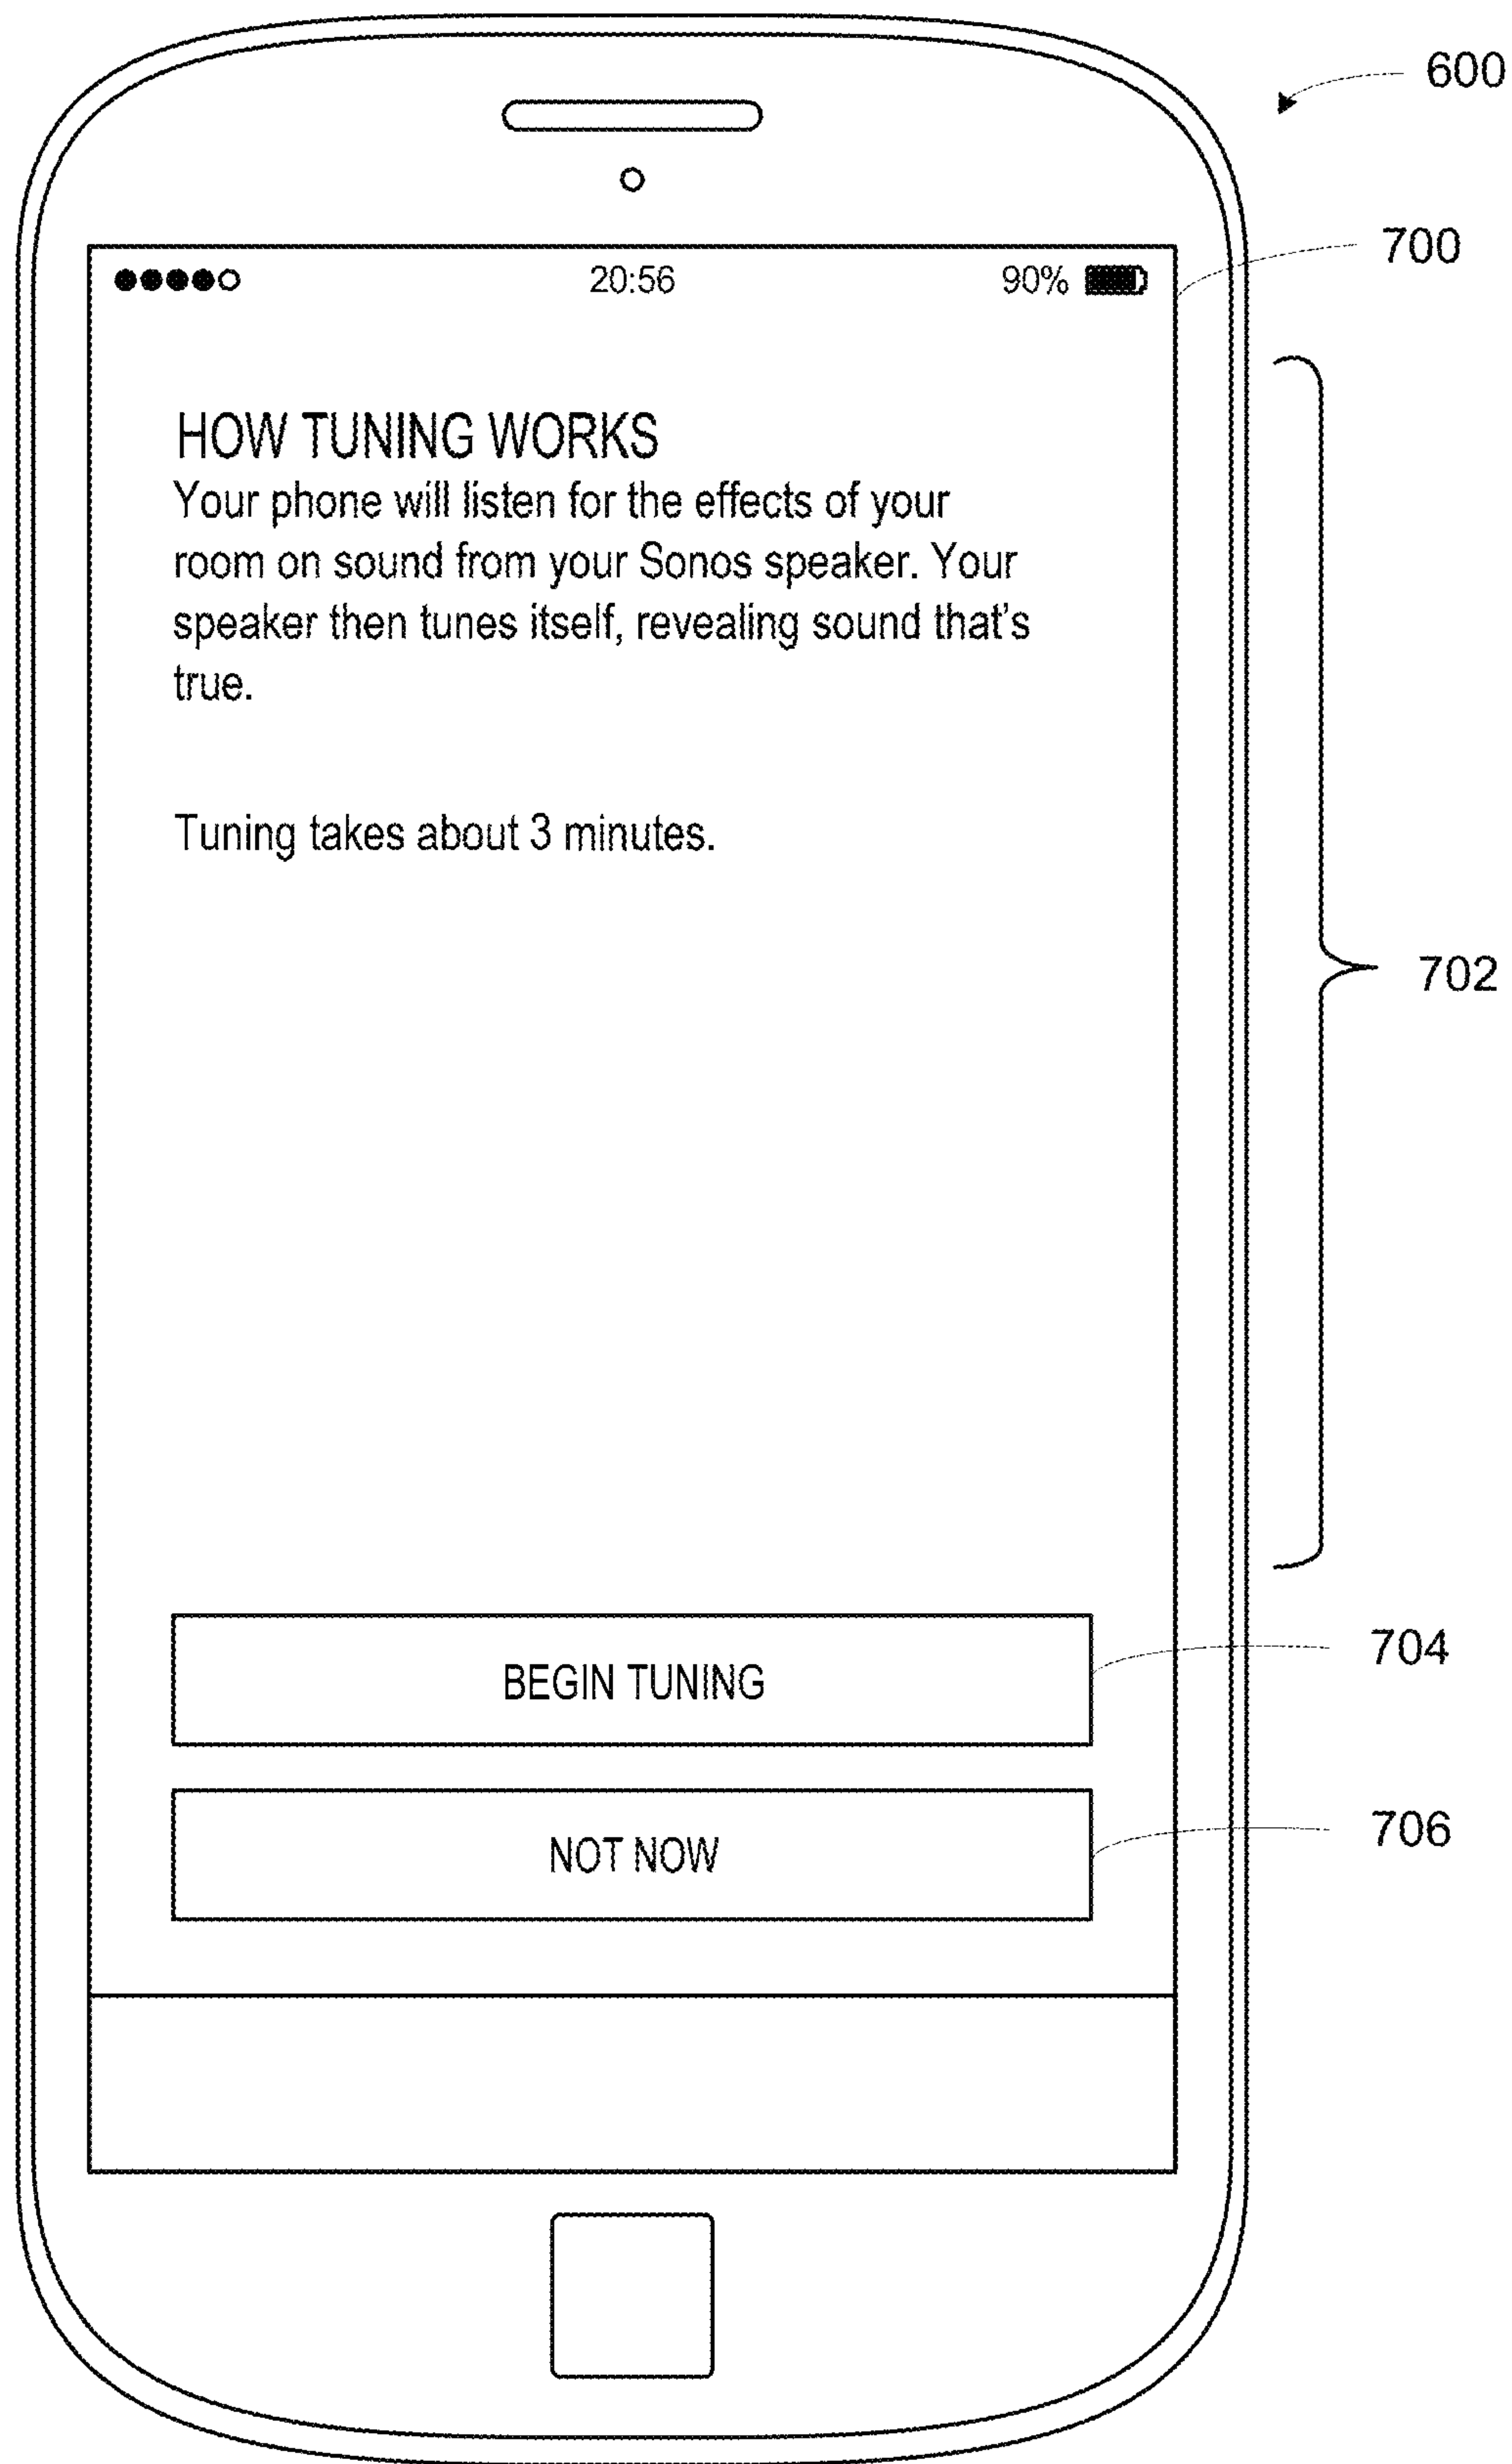 600
700
20:56 90%
HOW TUNING WORKS
Your phone will listen for the effects of your
room on sound from your Sonos speaker. Your
speaker then tunes itself, revealing sound that's
true.
Tuning takes about 3 minutes.
702
BEGIN TUNING
704
NOT NOW
706